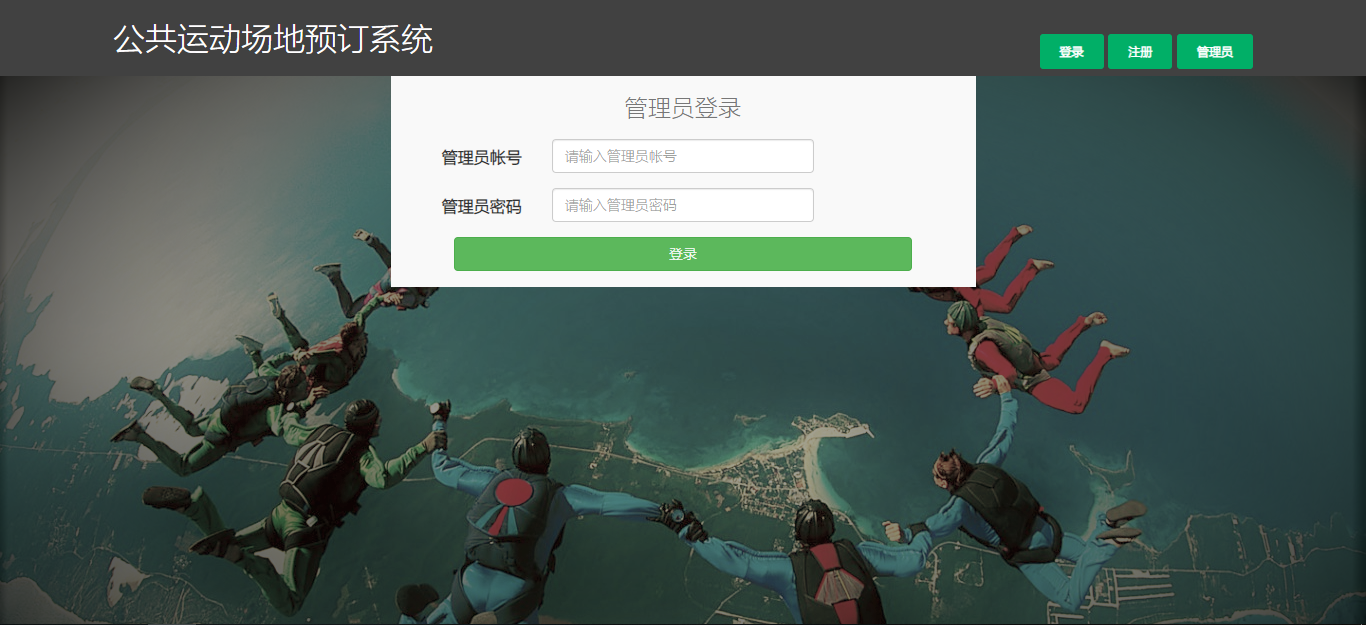 公共运动场地预订系统
登录 注册 管理员
管理员登录
管理员帐号 请输入管理员帐号
管理员密码 请输入管理员密码
登录